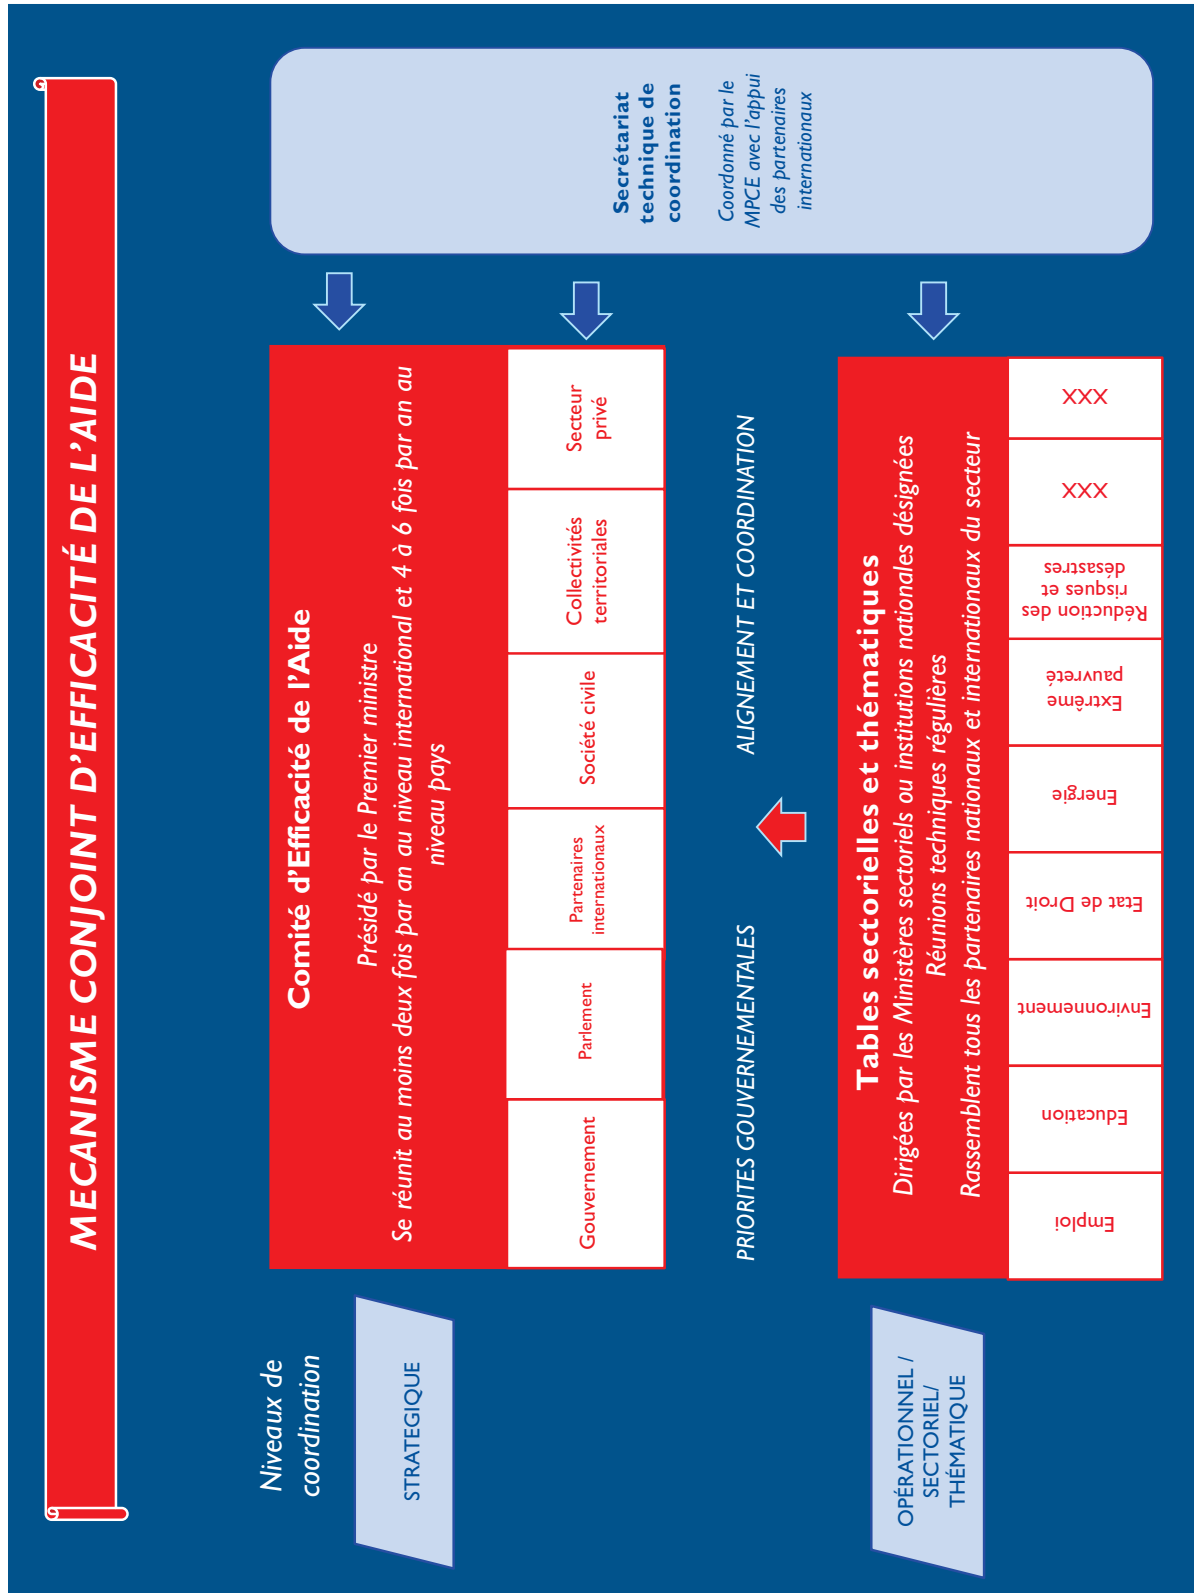 MECANISME CONJOINT D’EFFICACITÉ DE L’AIDE
Niveaux de
coordination
STRATEGIQUE
Comité d’Efficacité de l’Aide
Présidé par le Premier ministre
Se réunit au moins deux fois par an au niveau international et 4 à 6 fois par an au
niveau pays
Gouvernement
Parlement
Partenaires
internationaux
Société civile
Collectivités
territoriales
Secteur
privé
PRIORITES GOUVERNEMENTALES
ALIGNEMENT ET COORDINATION
OPÉRATIONNEL /
SECTORIEL/
THÉMATIQUE
Tables sectorielles et thématiques
Dirigées par les Ministères sectoriels ou institutions nationales désignées
Réunions techniques régulières
Rassemblent tous les partenaires nationaux et internationaux du secteur
Emploi
Education
Environnement
Etat de Droit
Energie
Extrême
pauvreté
Réduction des
risques et
désastres
XXX
XXX
Secrétariat
technique de
coordination
Coordonné par le
MPCE avec l’appui
des partenaires
internationaux